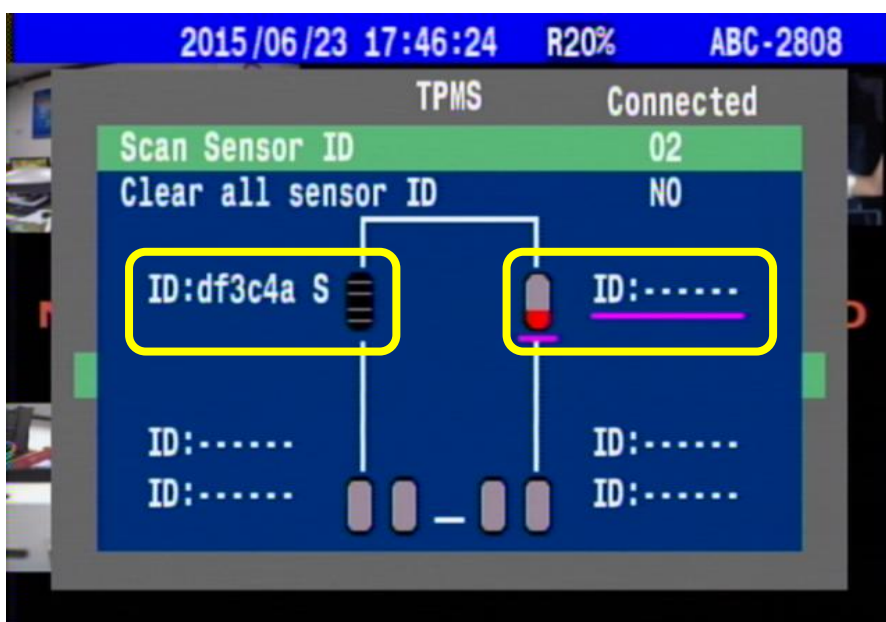 2015/06/23 17:46:24 R20% ABC-2808
TPMS Connected
Scan Sensor ID 02
Clear all sensor ID NO
ID:df3c4a S ID:------
ID:------ ID:------
ID:------ ID:------